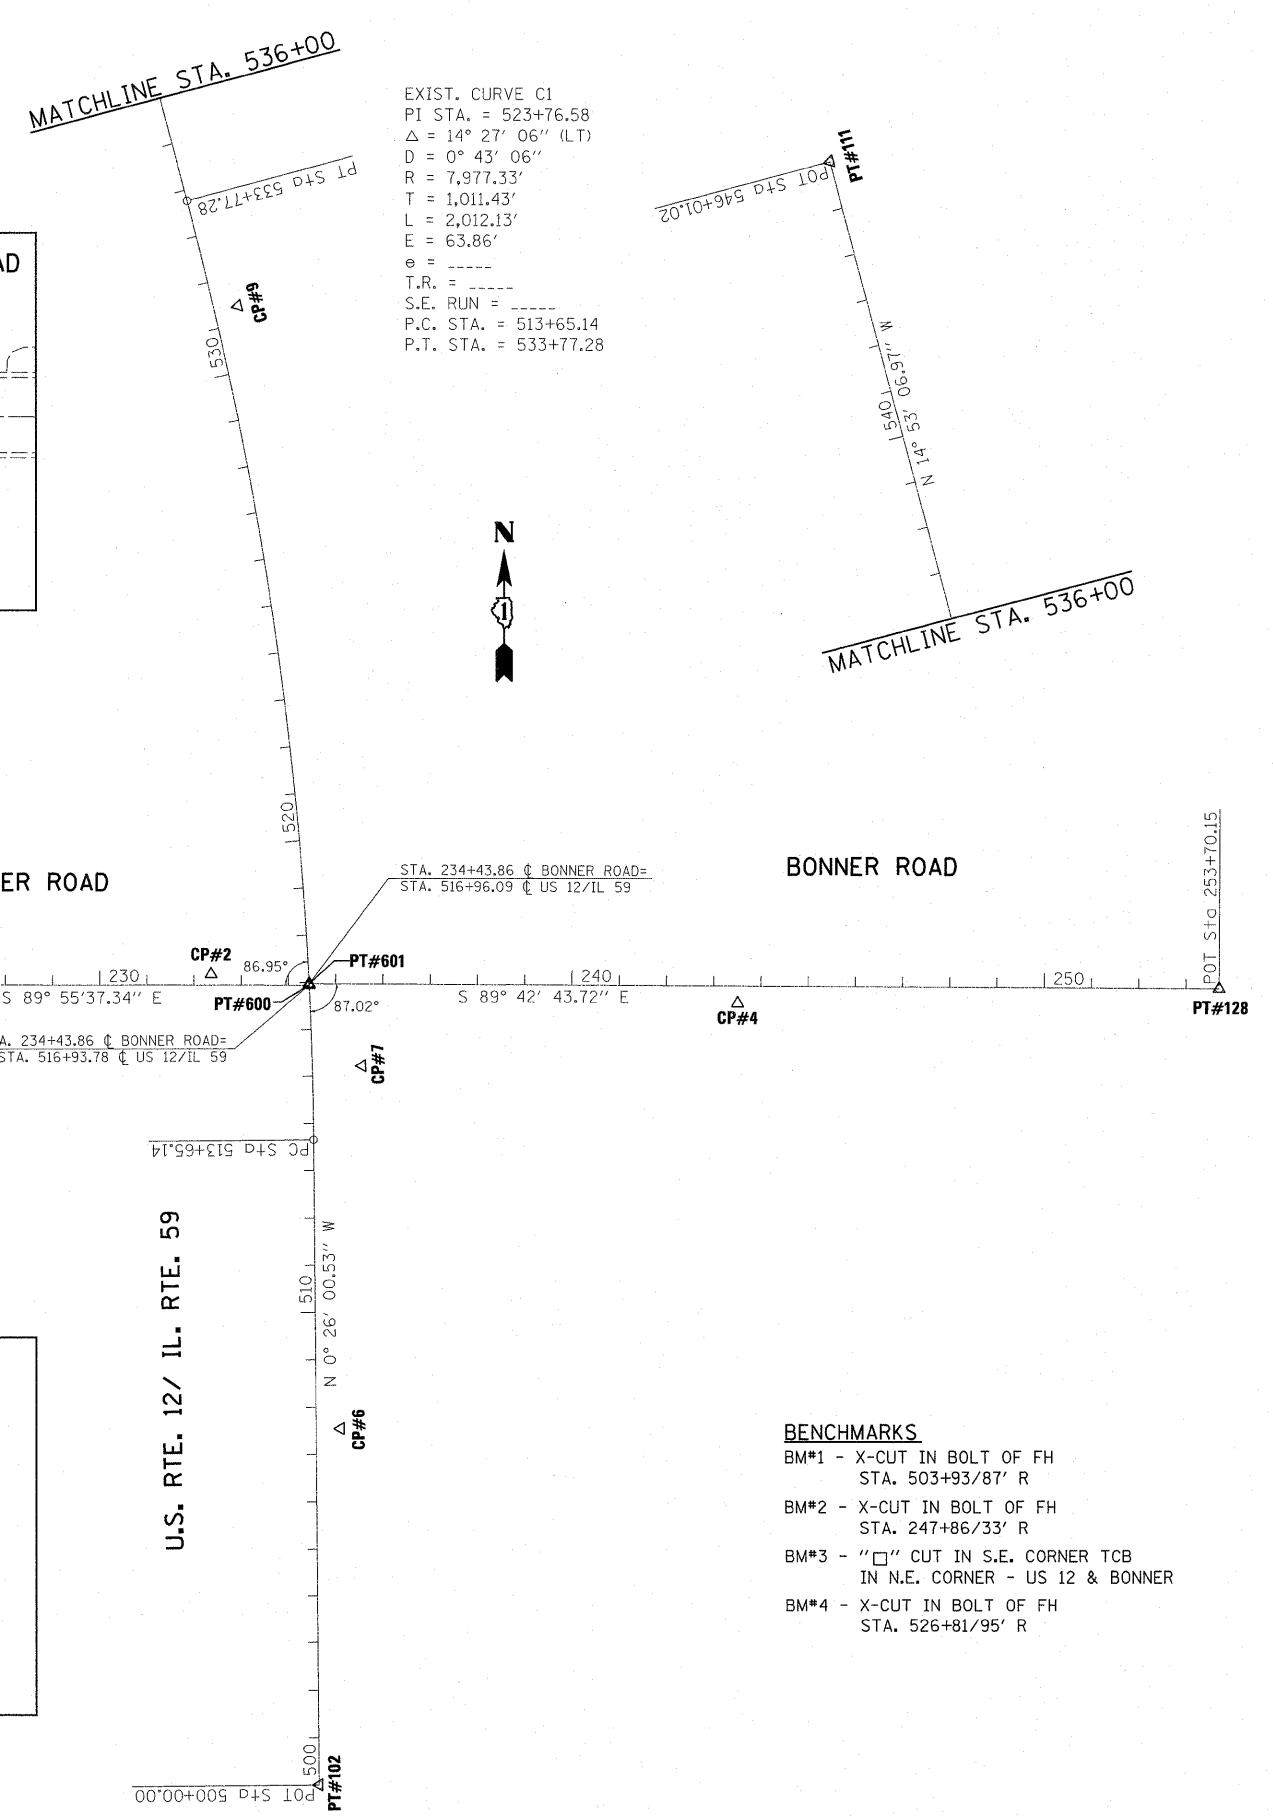 MATCHLINE STA. 536+00
EXIST. CURVE C1
PI STA. = 523+76.58
△ = 14° 27' 06" (LT)
D = 0° 43' 06"
R = 7,977.33'
T = 1,011.43'
L = 2,012.13'
E = 63.86'
e = _____
T.R. = _____
S.E. RUN = _____
P.C. STA. = 513+65.14
P.T. STA. = 533+77.28
PT Sta 533+77.28
CP#9
530
AD
PT#111
POT Sta 546+01.02
540
N 14° 53' 06.97" W
MATCHLINE STA. 536+00
N
1
520
STA. 234+43.86 ℄ BONNER ROAD=
STA. 516+96.09 ℄ US 12/IL 59
BONNER ROAD
ER ROAD
POT Sta 253+70.15
CP#2
86.95°
PT#601
230
240
250
S 89° 55'37.34" E
PT#600
87.02°
S 89° 42' 43.72" E
CP#4
PT#128
A. 234+43.86 ℄ BONNER ROAD=
STA. 516+93.78 ℄ US 12/IL 59
CP#7
PC Sta 513+65.14
U.S. RTE. 12/ IL. RTE. 59
510
N 0° 26' 00.53" W
CP#6
BENCHMARKS
BM#1 - X-CUT IN BOLT OF FH
STA. 503+93/87' R
BM#2 - X-CUT IN BOLT OF FH
STA. 247+86/33' R
BM#3 - "□" CUT IN S.E. CORNER TCB
IN N.E. CORNER - US 12 & BONNER
BM#4 - X-CUT IN BOLT OF FH
STA. 526+81/95' R
500
POT Sta 500+00.00
PT#102